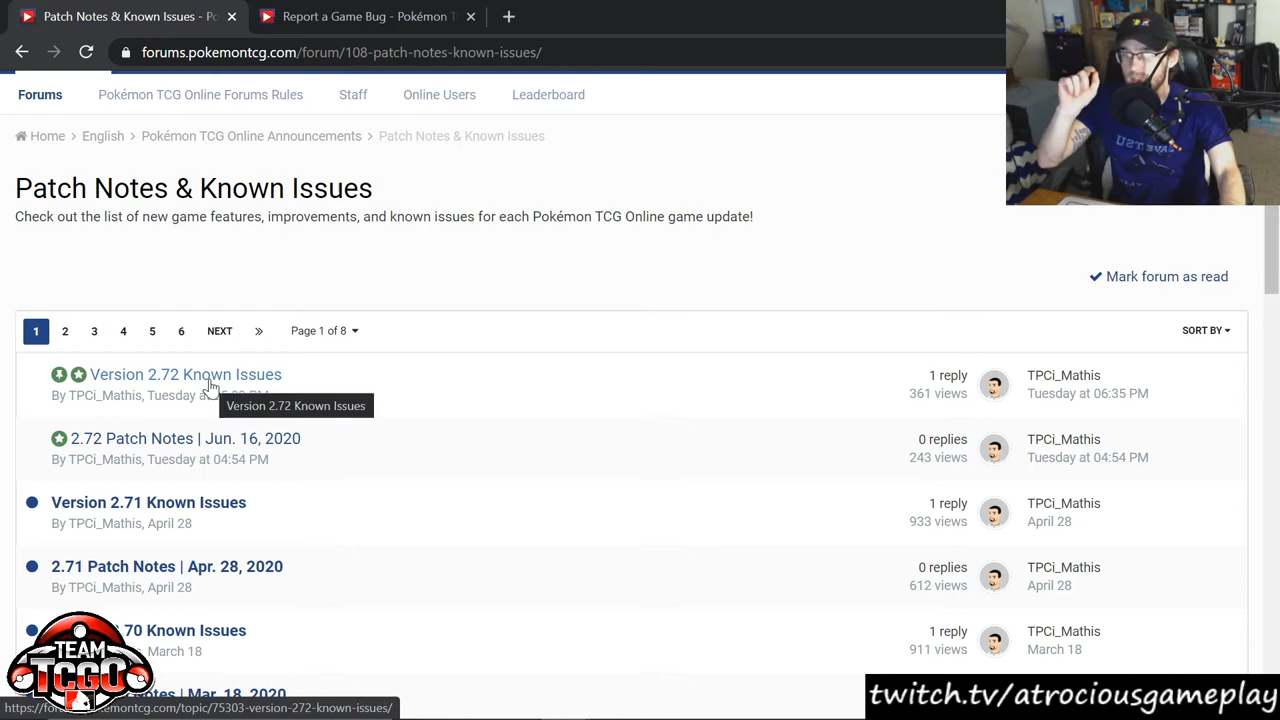 Patch Notes & Known Issues - Po
Report a Game Bug - Pokémon T
forums.pokemontcg.com/forum/108-patch-notes-known-issues/
Forums
Pokémon TCG Online Forums Rules
Staff
Online Users
Leaderboard
Home > English > Pokémon TCG Online Announcements > Patch Notes & Known Issues
Patch Notes & Known Issues
Check out the list of new game features, improvements, and known issues for each Pokémon TCG Online game update!
Mark forum as read
1 2 3 4 5 6 NEXT » Page 1 of 8
SORT BY
Version 2.72 Known Issues
By TPCi_Mathis, Tuesday
1 reply
361 views
TPCi_Mathis
Tuesday at 06:35 PM
Version 2.72 Known Issues
2.72 Patch Notes | Jun. 16, 2020
By TPCi_Mathis, Tuesday at 04:54 PM
0 replies
243 views
TPCi_Mathis
Tuesday at 04:54 PM
Version 2.71 Known Issues
By TPCi_Mathis, April 28
1 reply
933 views
TPCi_Mathis
April 28
2.71 Patch Notes | Apr. 28, 2020
By TPCi_Mathis, April 28
0 replies
612 views
TPCi_Mathis
April 28
70 Known Issues
Mathis, March 18
1 reply
911 views
TPCi_Mathis
March 18
Notes | Mar. 18, 2020
TEAM
TCGO
https://for
kemontcg.com/topic/75303-version-272-known-issues/
twitch.tv/atrociousgameplay